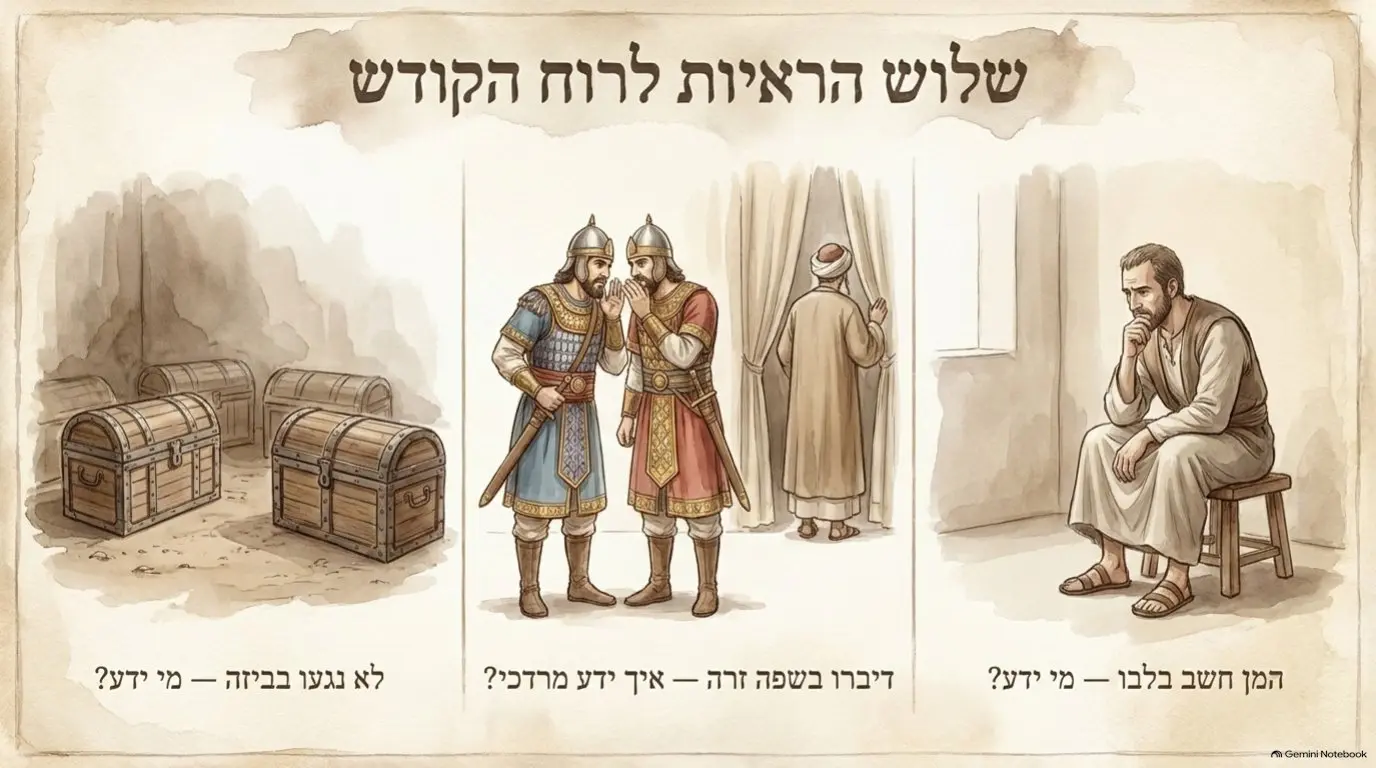 שלוש הראיות לרוח הקודש
המן חשב בלבו — מי ידע?
דיברו בשפה זרה — איך ידע מרדכי?
לא נגעו בביזה — מי ידע?
Gemini Notebook